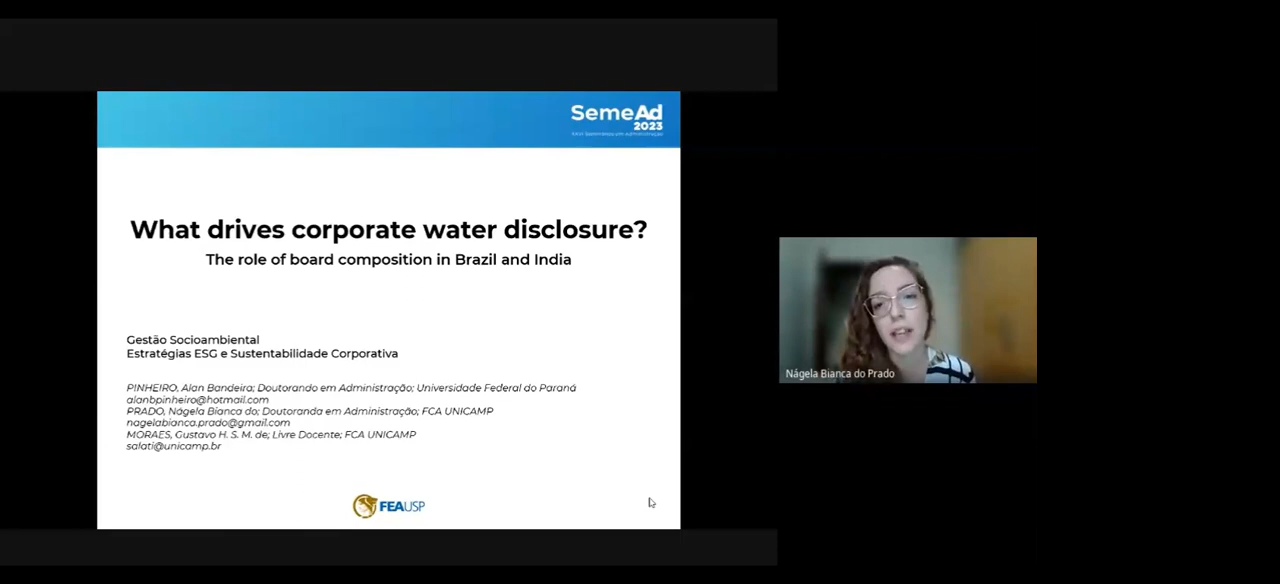 SemeAd
2023
What drives corporate water disclosure?
The role of board composition in Brazil and India
Gestão Socioambiental
Estratégias ESG e Sustentabilidade Corporativa
PINHEIRO, Alan Bandeira; Doutorando em Administração; Universidade Federal do Paraná
alanbpinheiro@hotmail.com
PRADO, Nágela Bianca do; Doutoranda em Administração; FCA UNICAMP
nagelabianca.prado@gmail.com
MORAES, Gustavo H. S. M. de; Livre Docente; FCA UNICAMP
salati@unicamp.br
FEAUSP
Nágela Bianca do Prado